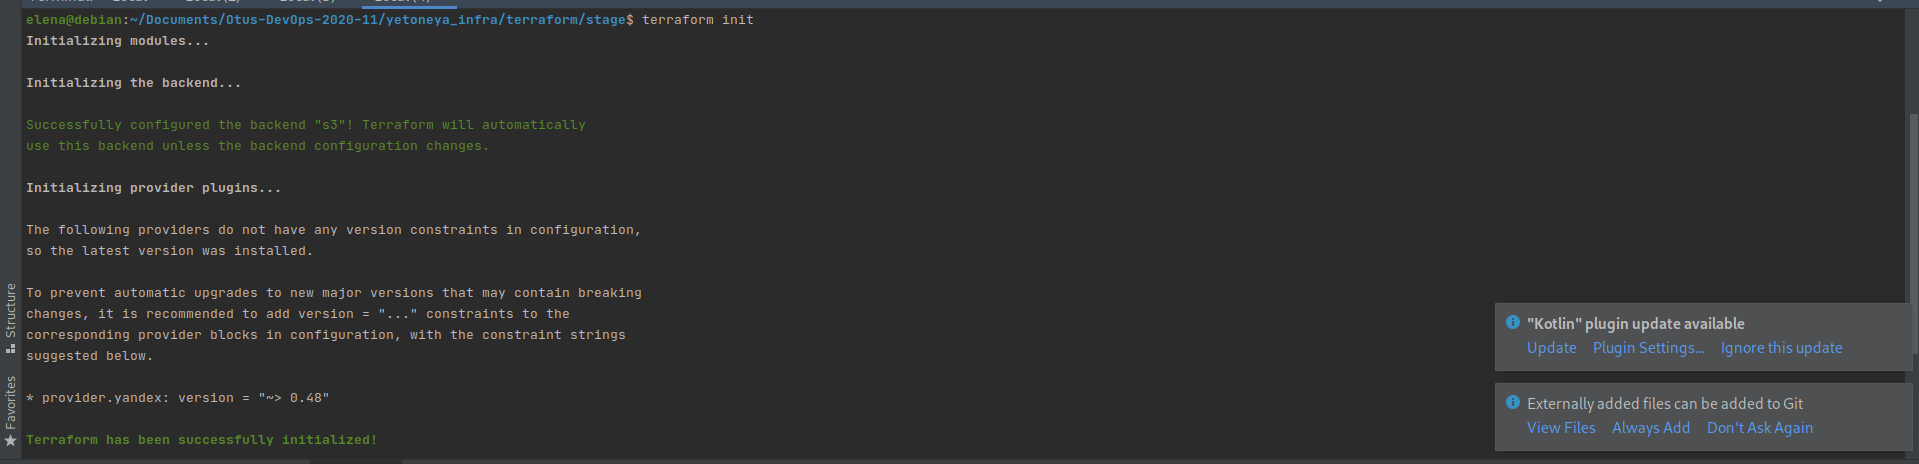 elena@debian:~/Documents/Otus-DevOps-2020-11/yetoneya_infra/terraform/stage$ terraform init
Initializing modules...
Initializing the backend...
Successfully configured the backend "s3"! Terraform will automatically
use this backend unless the backend configuration changes.
Initializing provider plugins...
The following providers do not have any version constraints in configuration,
so the latest version was installed.
To prevent automatic upgrades to new major versions that may contain breaking
changes, it is recommended to add version = "..." constraints to the
corresponding provider blocks in configuration, with the constraint strings
suggested below.
* provider.yandex: version = "~> 0.48"
Terraform has been successfully initialized!
Structure
Favorites
"Kotlin" plugin update available
Update Plugin Settings... Ignore this update
Externally added files can be added to Git
View Files Always Add Don't Ask Again